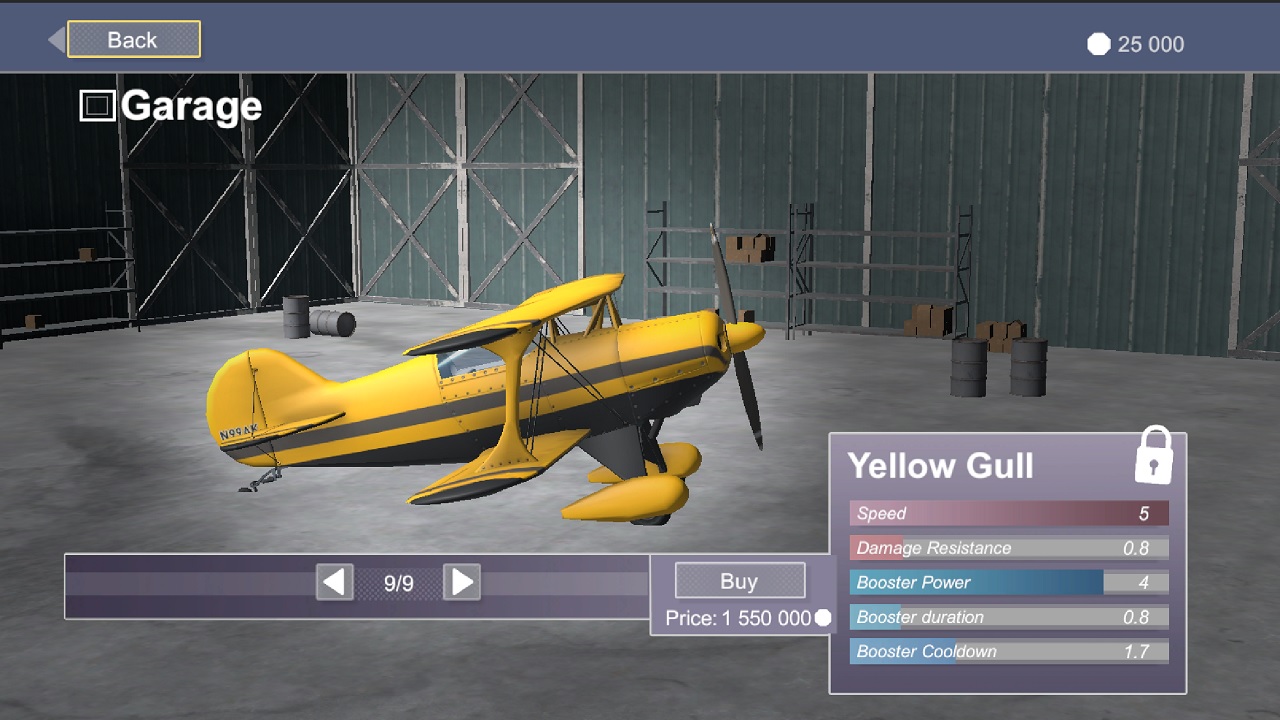 Back
25 000
Garage
N99AK
Yellow Gull
Speed 5
Damage Resistance 0.8
Booster Power 4
Booster duration 0.8
Booster Cooldown 1.7
9/9
Buy
Price: 1 550 000